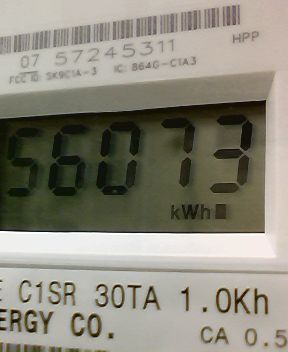 07 57245311
HPP
FCC ID: SK9C1A-3 IC: 864G-C1A3
56073
kWh
E C1SR 30TA 1.0Kh
ERGY CO.
CA 0.5